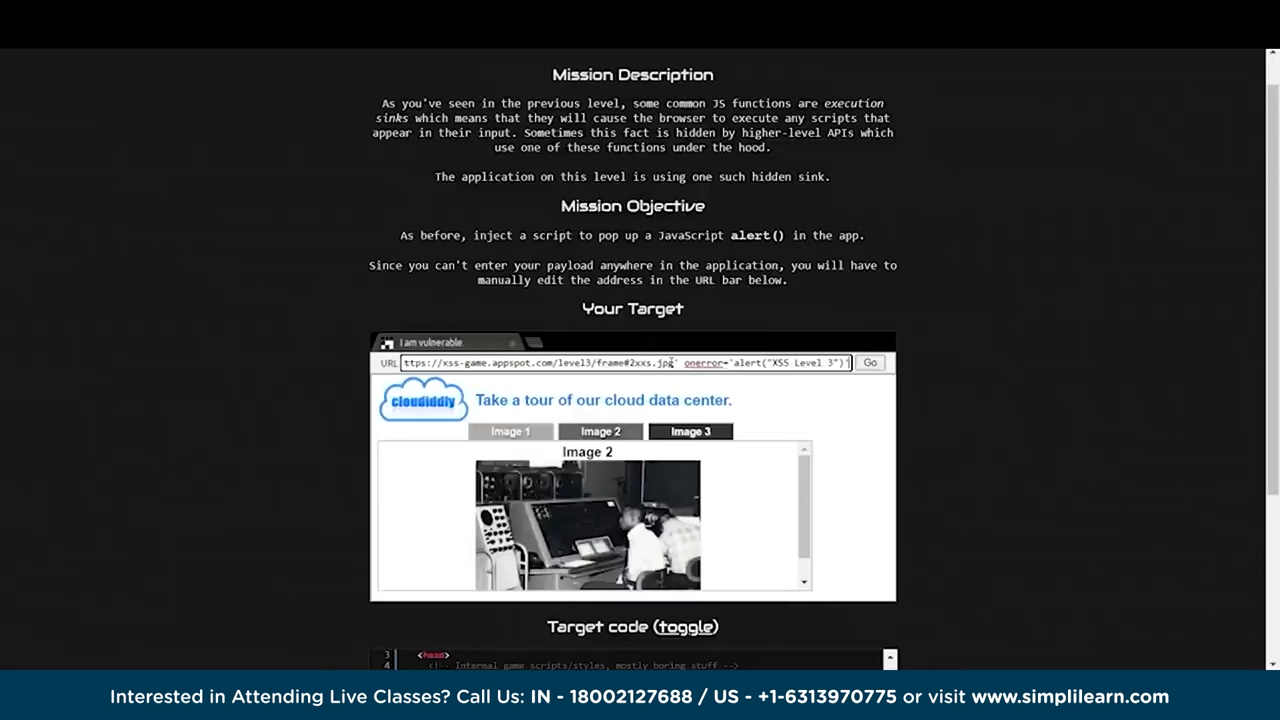 Mission Description
As you've seen in the previous level, some common JS functions are execution
sinks which means that they will cause the browser to execute any scripts that
appear in their input. Sometimes this fact is hidden by higher-level APIs which
use one of these functions under the hood.
The application on this level is using one such hidden sink.
Mission Objective
As before, inject a script to pop up a JavaScript alert() in the app.
Since you can't enter your payload anywhere in the application, you will have to
manually edit the address in the URL bar below.
Your Target
I am vulnerable
URL ttps://xss-game.appspot.com/level3/frame#2xxs.jpg' onerror='alert("XSS Level 3")' Go
cloudiddly Take a tour of our cloud data center.
Image 1 Image 2 Image 3
Image 2
Target code (toggle)
3 <head>
4 <!-- Internal game scripts/styles, mostly boring stuff -->
Interested in Attending Live Classes? Call Us: IN - 18002127688 / US - +1-6313970775 or visit www.simplilearn.com